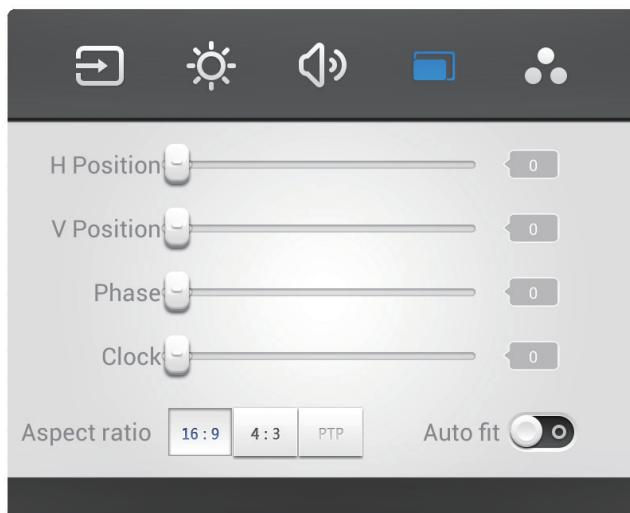 H Position 0
V Position 0
Phase 0
Clock 0
Aspect ratio 16 : 9 4 : 3 PTP Auto fit